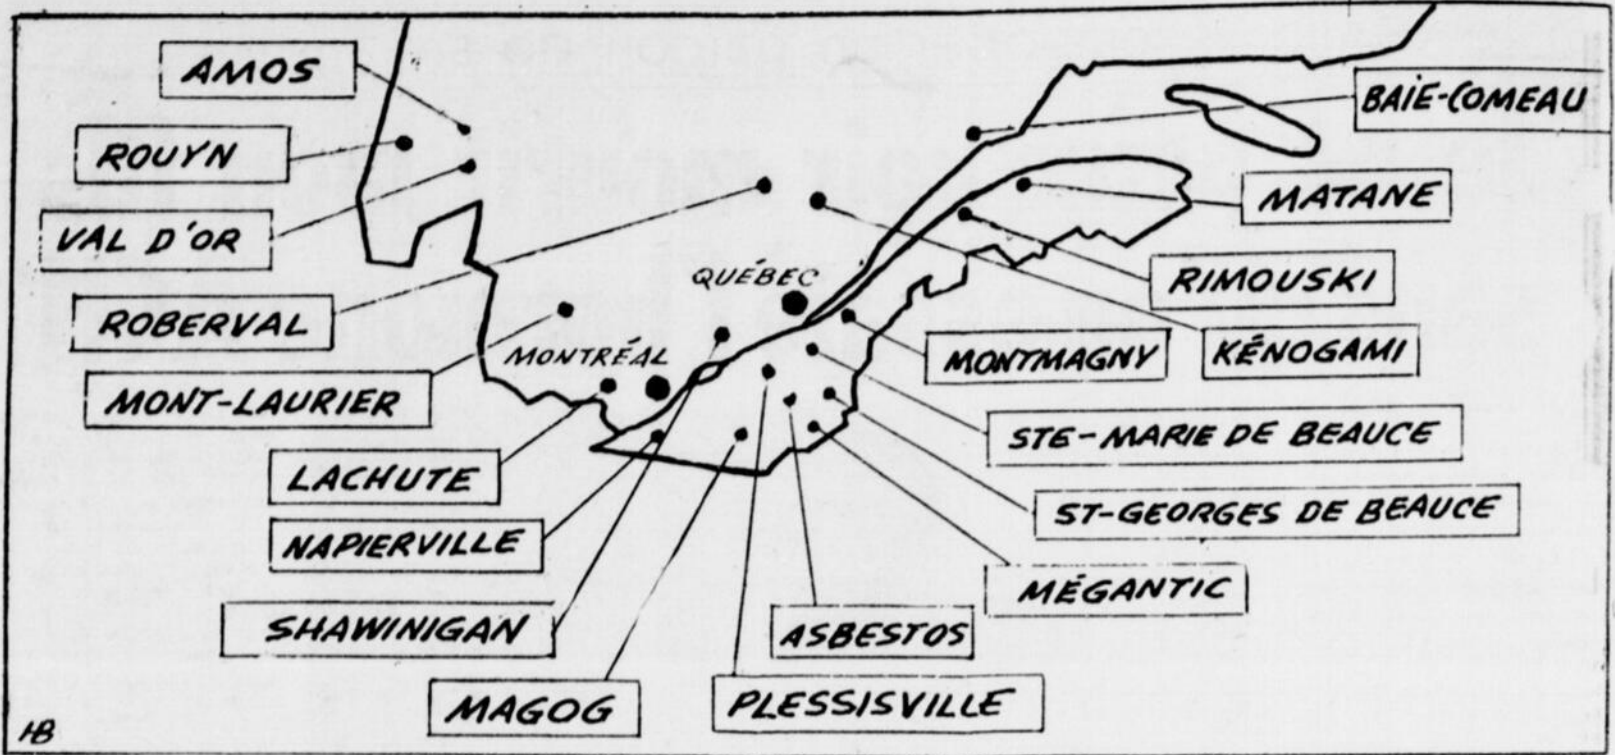 AMOS
BAIE-COMEAU
ROUYN
MATANE
VAL D'OR
RIMOUSKI
QUÉBEC
ROBERVAL
MONTMAGNY
KÉNOGAMI
MONTRÉAL
MONT-LAURIER
STE-MARIE DE BEAUCE
LACHUTE
ST-GEORGES DE BEAUCE
NAPIERVILLE
MÉGANTIC
SHAWINIGAN
ASBESTOS
MAGOG
PLESSISVILLE
HB